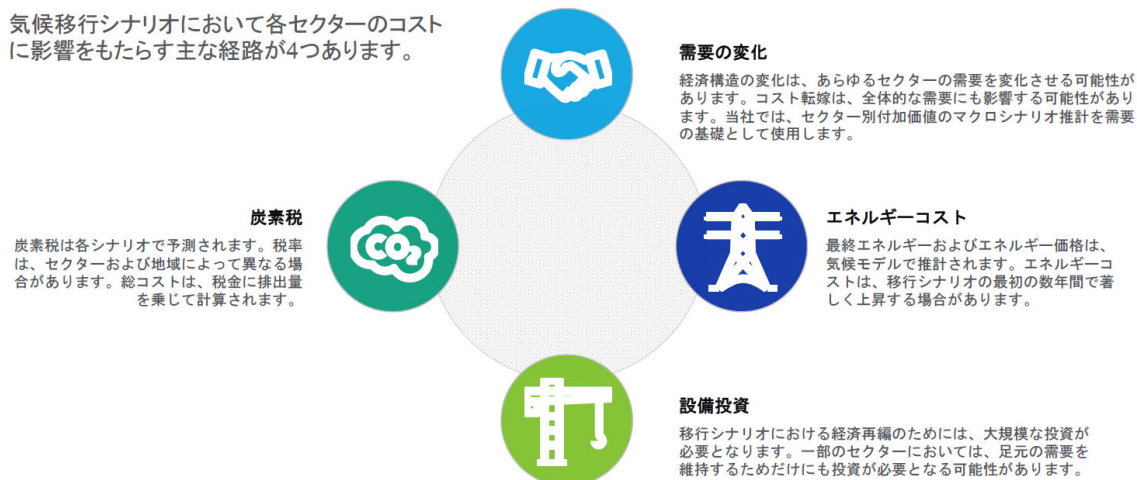 気候移行シナリオにおいて各セクターのコスト
に影響をもたらす主な経路が4つあります。
需要の変化
経済構造の変化は、あらゆるセクターの需要を変化させる可能性が
あります。コスト転嫁は、全体的な需要にも影響する可能性があり
ます。当社では、セクター別付加価値のマクロシナリオ推計を需要
の基礎として使用します。
炭素税
炭素税は各シナリオで予測されます。税率
は、セクターおよび地域によって異なる場
合があります。総コストは、税金に排出量
を乗じて計算されます。
CO2
エネルギーコスト
最終エネルギーおよびエネルギー価格は、
気候モデルで推計されます。エネルギーコ
ストは、移行シナリオの最初の数年間で著
しく上昇する場合があります。
設備投資
移行シナリオにおける経済再編のためには、大規模な投資が
必要となります。一部のセクターにおいては、足元の需要を
維持するためだけにも投資が必要となる可能性があります。